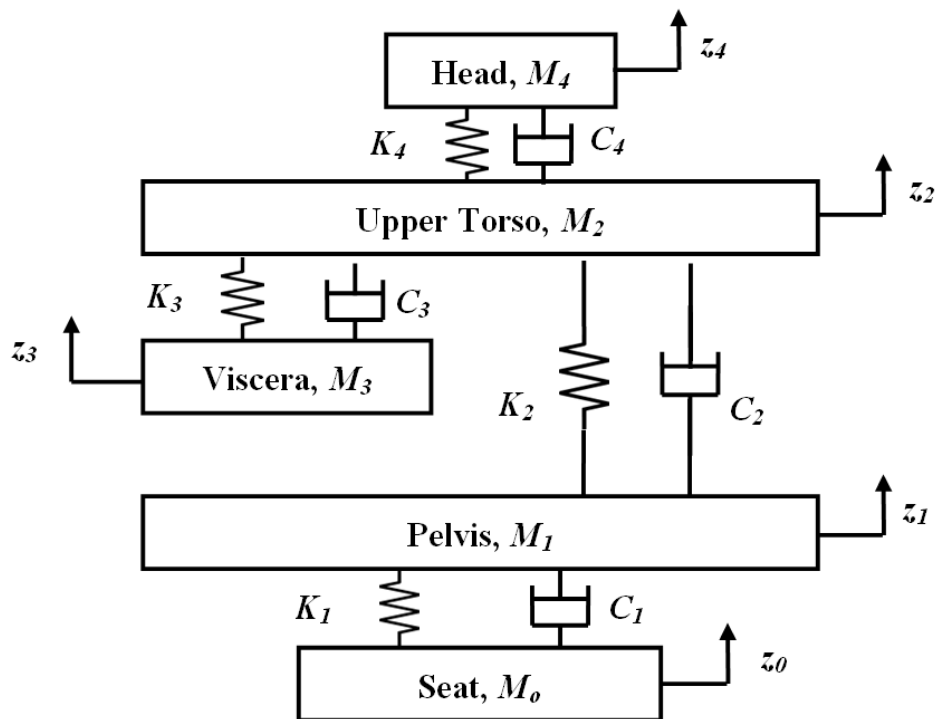 z4
Head, M4
K4
C4
z2
Upper Torso, M2
K3
C3
z3
Viscera, M3
K2
C2
z1
Pelvis, M1
K1
C1
z0
Seat, Mo